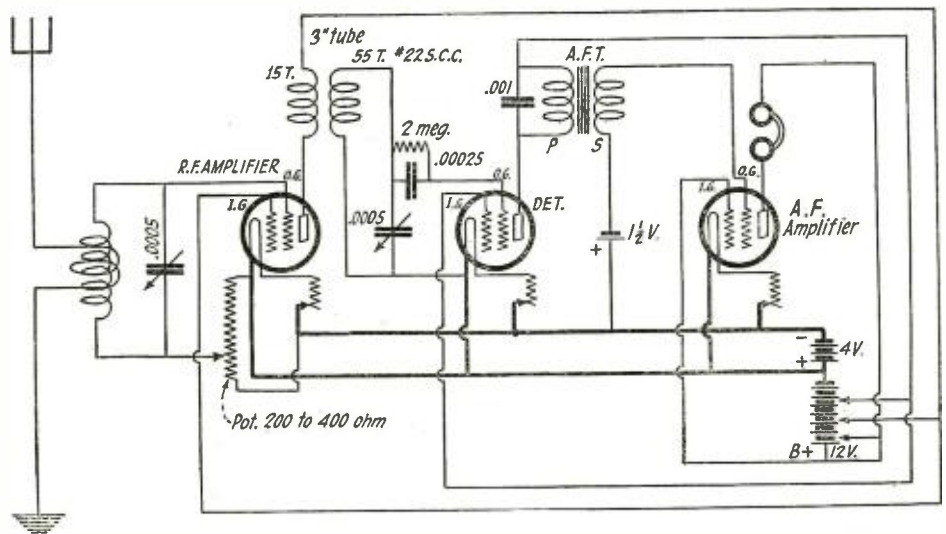 3" tube
55 T. #22 S.C.C.
A.F.T.
15T.
.001
2 meg.
.00025
P
S
R.F. AMPLIFIER
O.G.
I.G.
.0005
.0005
O.G.
I.G.
DET.
+
1½ V.
O.G.
I.G.
A.F.
Amplifier
-
+
4V.
Pot. 200 to 400 ohm
B+
12V.